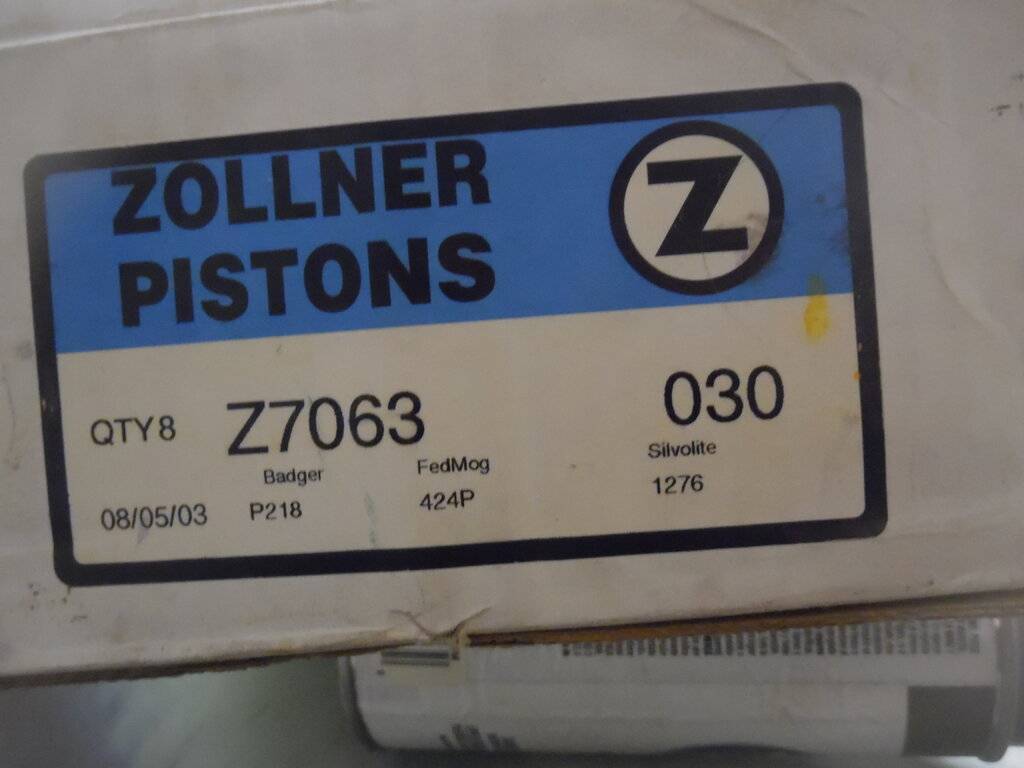 ZOLLNER
PISTONS
Z
QTY 8 Z7063 030
Badger FedMog Silvolite
08/05/03 P218 424P 1276